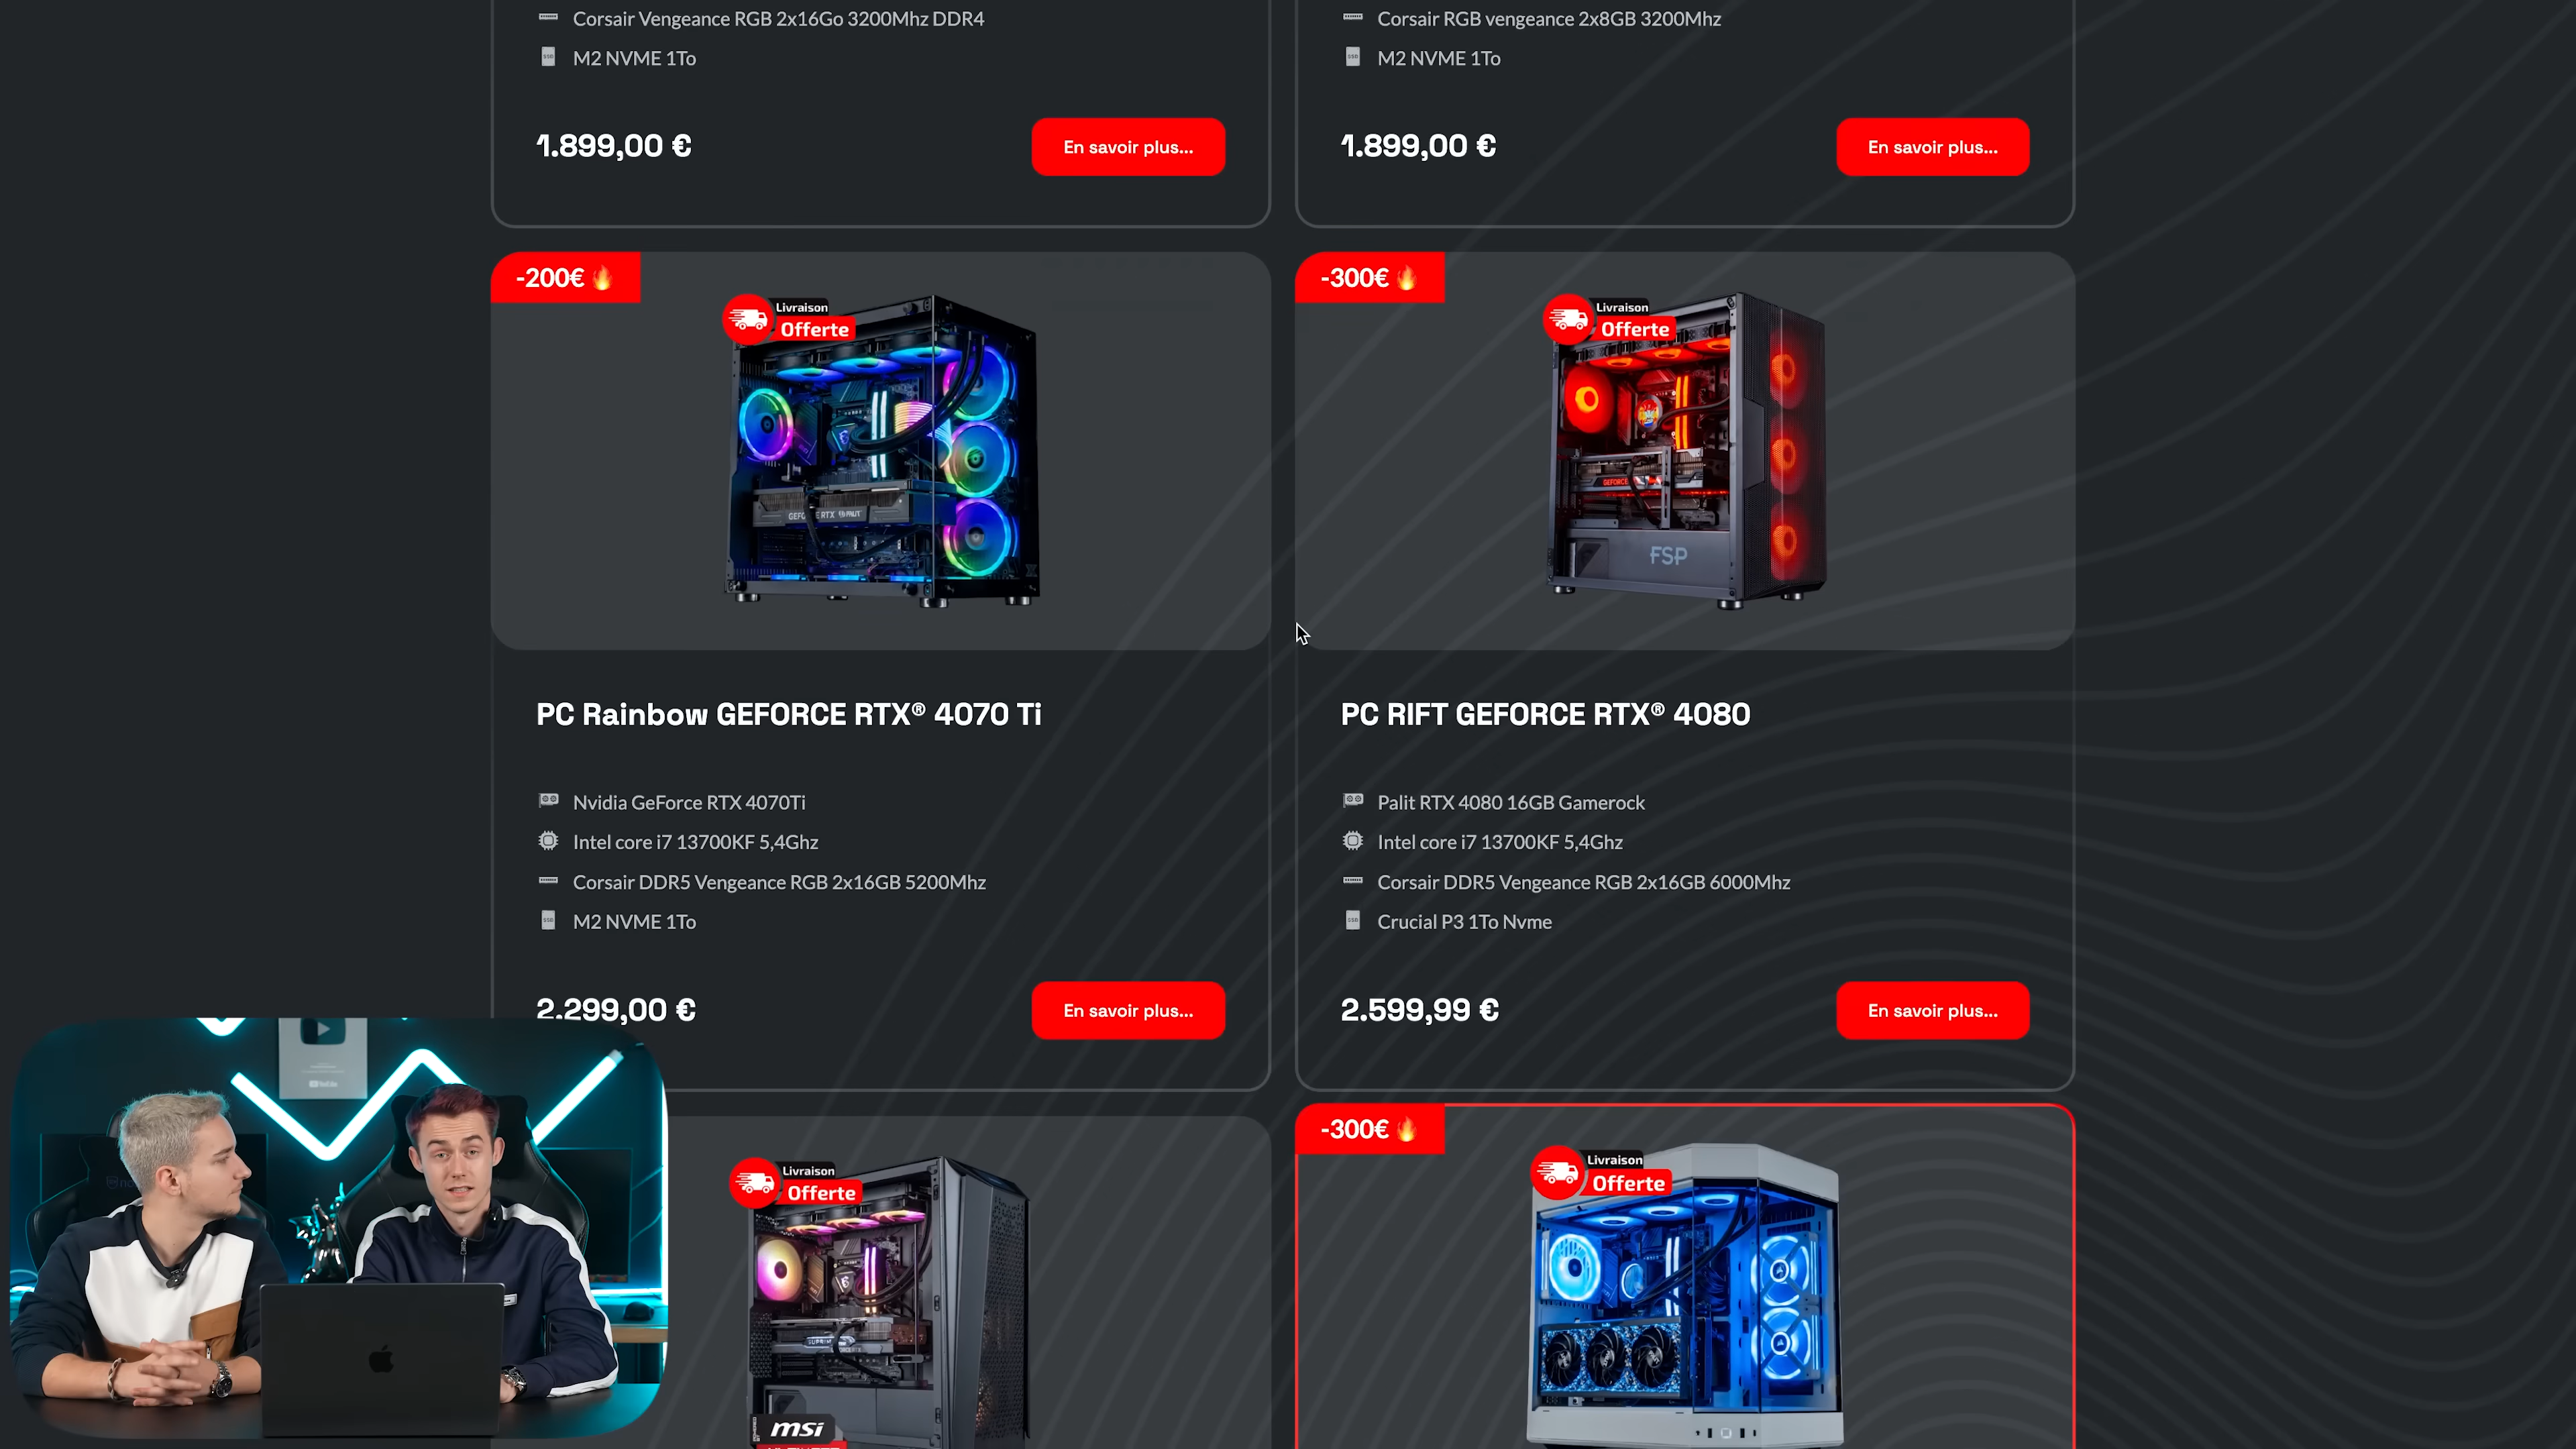 Corsair Vengeance RGB 2x16Go 3200Mhz DDR4
M2 NVME 1To
1.899,00 €
En savoir plus...
Corsair RGB vengeance 2x8GB 3200Mhz
M2 NVME 1To
1.899,00 €
En savoir plus...
-200€
Livraison
Offerte
GEFORCE RTX
PALIT
PC Rainbow GEFORCE RTX® 4070 Ti
Nvidia GeForce RTX 4070Ti
Intel core i7 13700KF 5,4Ghz
Corsair DDR5 Vengeance RGB 2x16GB 5200Mhz
M2 NVME 1To
2.299,00 €
En savoir plus...
-300€
Livraison
Offerte
GEFORCE
FSP
PC RIFT GEFORCE RTX® 4080
Palit RTX 4080 16GB Gamerock
Intel core i7 13700KF 5,4Ghz
Corsair DDR5 Vengeance RGB 2x16GB 6000Mhz
Crucial P3 1To Nvme
2.599,99 €
En savoir plus...
Livraison
Offerte
SUPRIM
msi
-300€
Livraison
Offerte